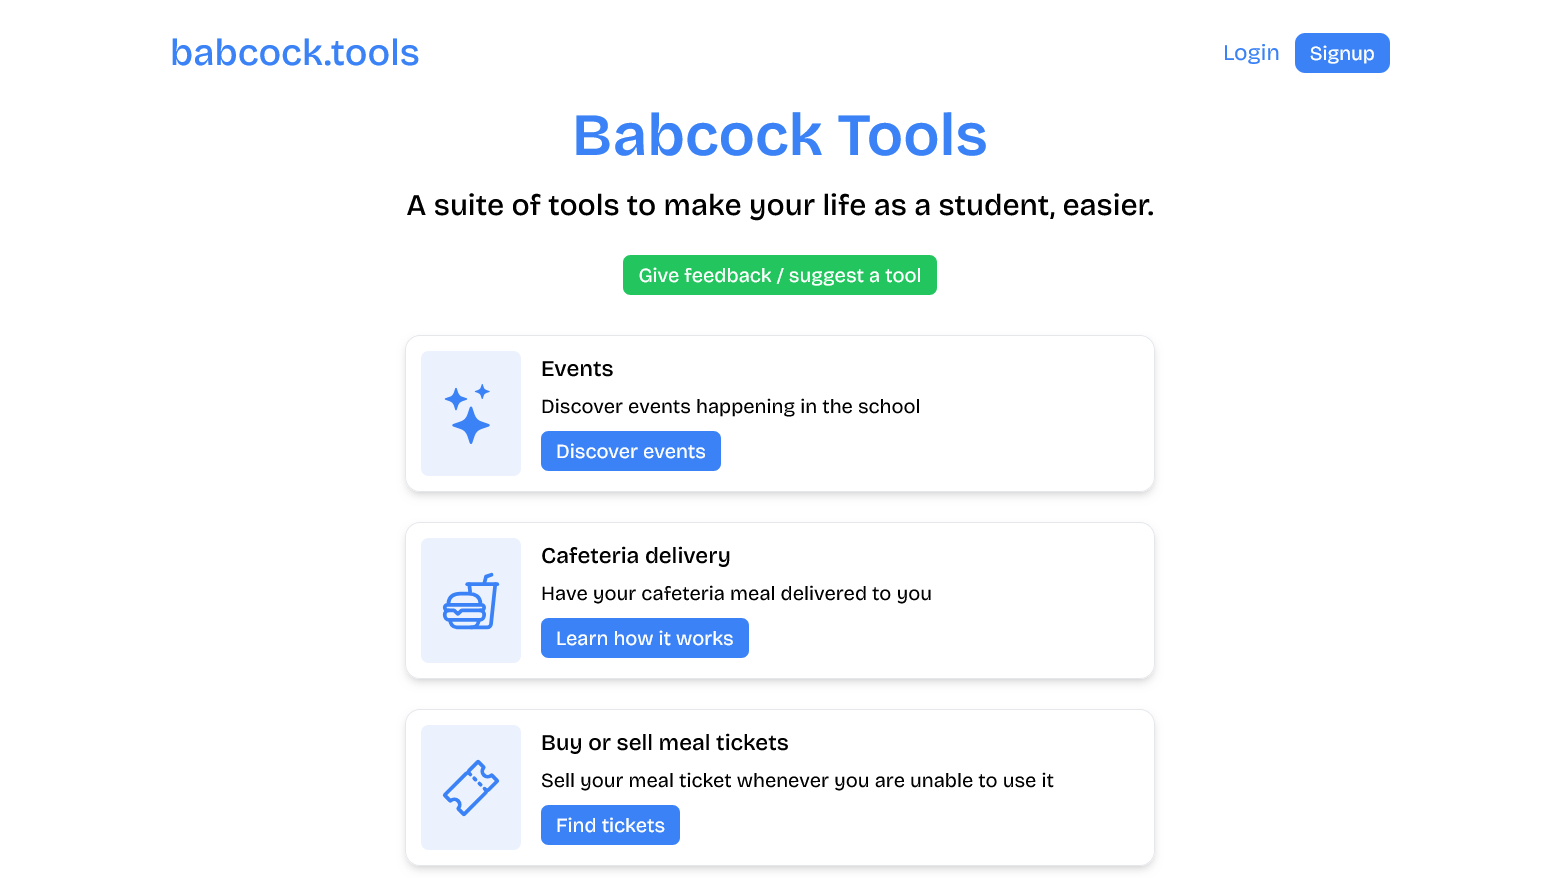 babcock.tools
Login
Signup
Babcock Tools
A suite of tools to make your life as a student, easier.
Give feedback / suggest a tool
Events
Discover events happening in the school
Discover events
Cafeteria delivery
Have your cafeteria meal delivered to you
Learn how it works
Buy or sell meal tickets
Sell your meal ticket whenever you are unable to use it
Find tickets